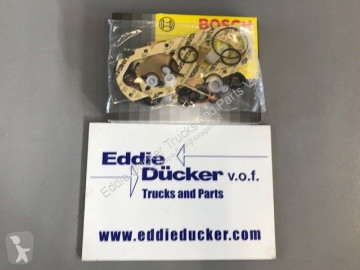 BOSCH
Eddie
Dücker v.o.f.
Trucks and Parts
www.eddieducker.com